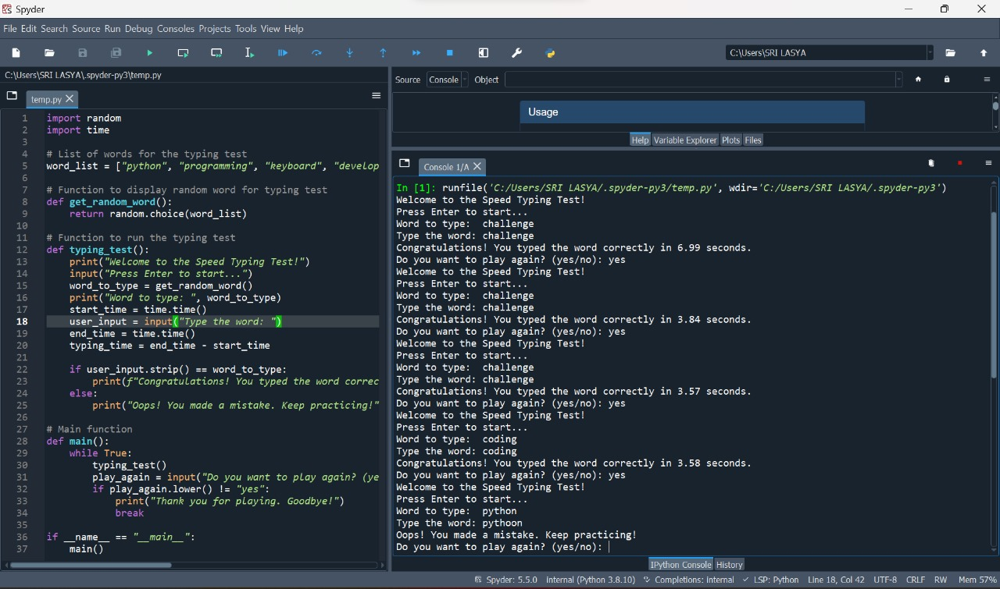 Spyder
File Edit Search Source Run Debug Consoles Projects Tools View Help
C:\Users\SRI LASYA
C:\Users\SRI LASYA\.spyder-py3\temp.py
temp.py
1 import random
2 import time
3
4 # List of words for the typing test
5 word_list = ["python", "programming", "keyboard", "develop
6
7 # Function to display random word for typing test
8 def get_random_word():
9     return random.choice(word_list)
10
11 # Function to run the typing test
12 def typing_test():
13     print("Welcome to the Speed Typing Test!")
14     input("Press Enter to start...")
15     word_to_type = get_random_word()
16     print("Word to type: ", word_to_type)
17     start_time = time.time()
18     user_input = input("Type the word: ")
19     end_time = time.time()
20     typing_time = end_time - start_time
21
22     if user_input.strip() == word_to_type:
23         print(f"Congratulations! You typed the word correc
24     else:
25         print("Oops! You made a mistake. Keep practicing!"
26
27 # Main function
28 def main():
29     while True:
30         typing_test()
31         play_again = input("Do you want to play again? (ye
32         if play_again.lower() != "yes":
33             print("Thank you for playing. Goodbye!")
34             break
35
36 if __name__ == "__main__":
37     main()
Source Console Object
Usage
Help Variable Explorer Plots Files
Console 1/A
In [1]: runfile('C:/Users/SRI LASYA/.spyder-py3/temp.py', wdir='C:/Users/SRI LASYA/.spyder-py3')
Welcome to the Speed Typing Test!
Press Enter to start...
Word to type:  challenge
Type the word: challenge
Congratulations! You typed the word correctly in 6.99 seconds.
Do you want to play again? (yes/no): yes
Welcome to the Speed Typing Test!
Press Enter to start...
Word to type:  challenge
Type the word: challenge
Congratulations! You typed the word correctly in 3.84 seconds.
Do you want to play again? (yes/no): yes
Welcome to the Speed Typing Test!
Press Enter to start...
Word to type:  challenge
Type the word: challenge
Congratulations! You typed the word correctly in 3.57 seconds.
Do you want to play again? (yes/no): yes
Welcome to the Speed Typing Test!
Press Enter to start...
Word to type:  coding
Type the word: coding
Congratulations! You typed the word correctly in 3.58 seconds.
Do you want to play again? (yes/no): yes
Welcome to the Speed Typing Test!
Press Enter to start...
Word to type:  python
Type the word: pythoon
Oops! You made a mistake. Keep practicing!
Do you want to play again? (yes/no):
IPython Console History
Spyder: 5.5.0 internal (Python 3.8.10) Completions: internal LSP: Python Line 18, Col 42 UTF-8 CRLF RW Mem 57%